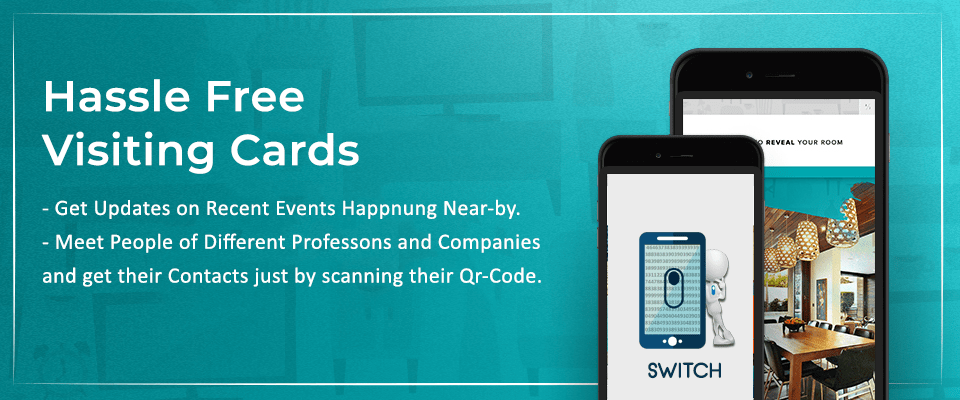 Hassle Free
Visiting Cards
- Get Updates on Recent Events Happnung Near-by.
- Meet People of Different Professons and Companies
and get their Contacts just by scanning their Qr-Code.
REVEAL YOUR ROOM
SWITCH